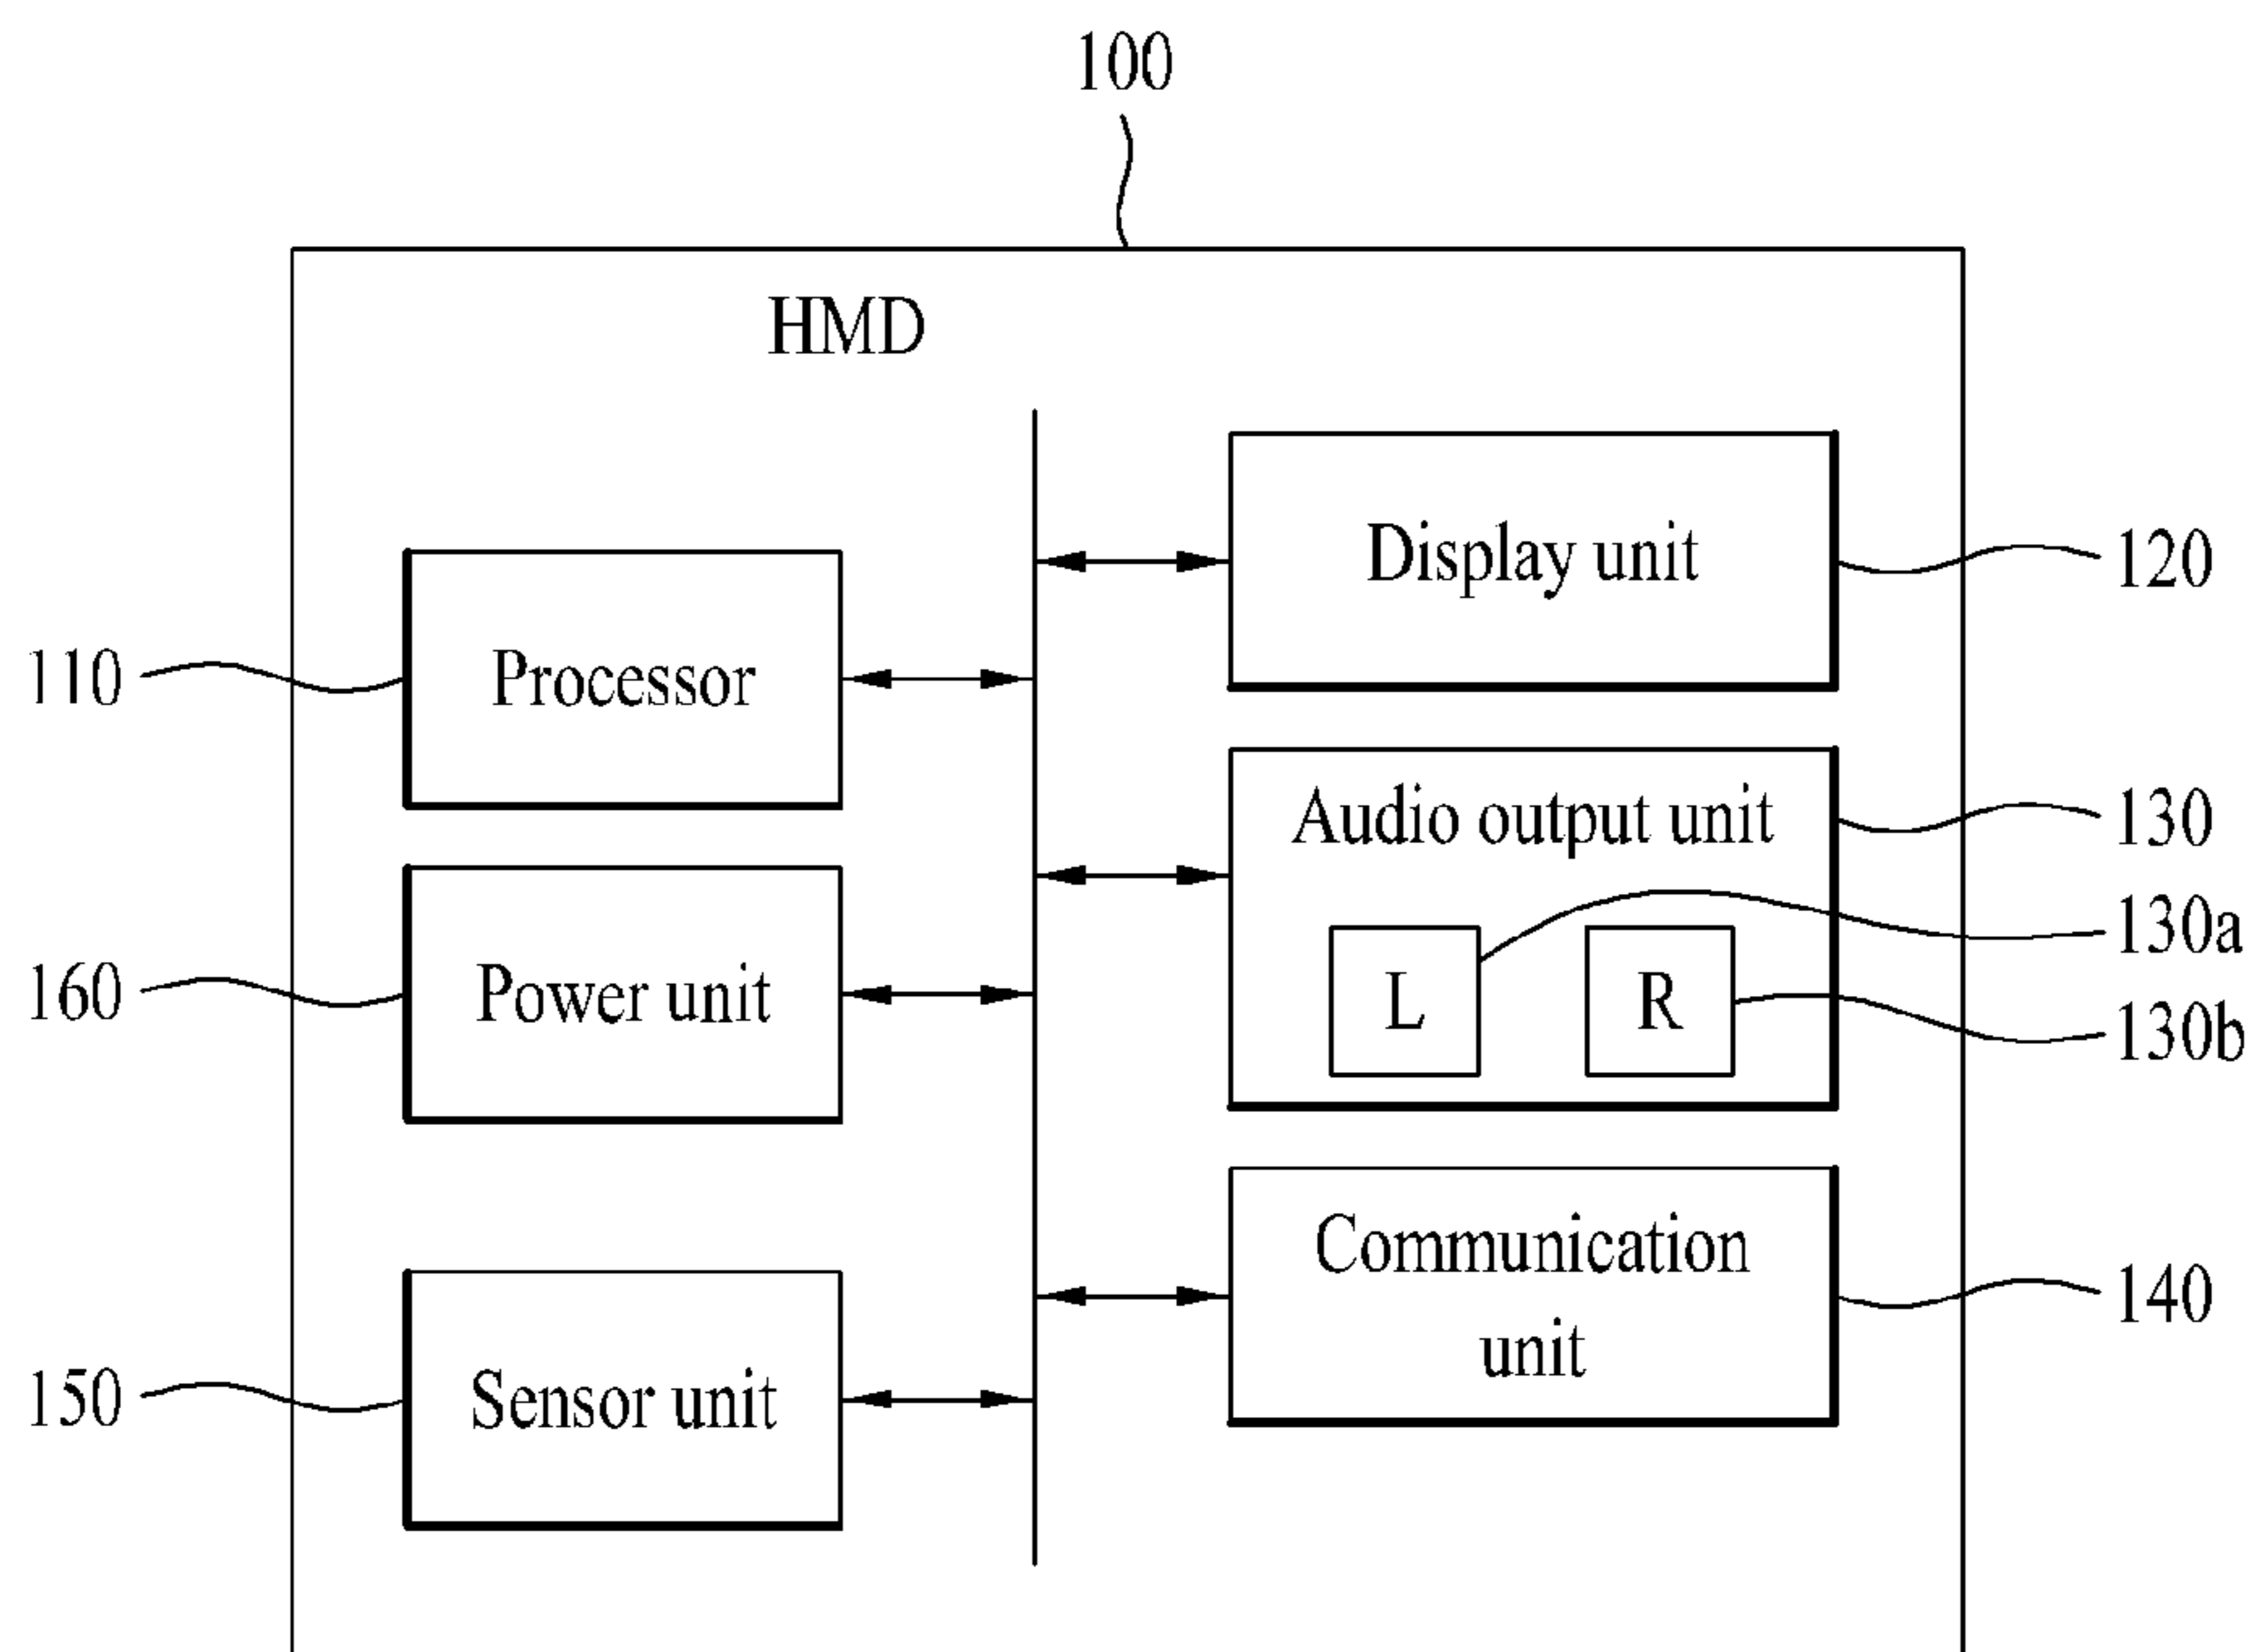 100
HMD
Display unit
120
110
Processor
Audio output unit
130
130a
160
Power unit
L
R
130b
Communication
unit
140
150
Sensor unit